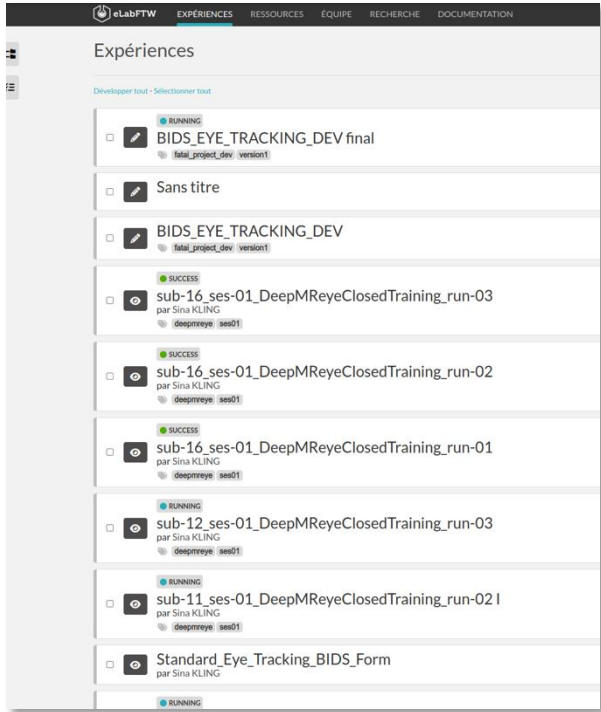 eLabFTW EXPÉRIENCES RESSOURCES ÉQUIPE RECHERCHE DOCUMENTATION
Expériences
Développer tout - Sélectionner tout
RUNNING
BIDS_EYE_TRACKING_DEV final
fatai_project_dev version1
Sans titre
BIDS_EYE_TRACKING_DEV
fatai_project_dev version1
SUCCESS
sub-16_ses-01_DeepMReyeClosedTraining_run-03
par Sina KLING
deepmreye ses01
SUCCESS
sub-16_ses-01_DeepMReyeClosedTraining_run-02
par Sina KLING
deepmreye ses01
SUCCESS
sub-16_ses-01_DeepMReyeClosedTraining_run-01
par Sina KLING
deepmreye ses01
RUNNING
sub-12_ses-01_DeepMReyeClosedTraining_run-03
par Sina KLING
deepmreye ses01
RUNNING
sub-11_ses-01_DeepMReyeClosedTraining_run-02 I
par Sina KLING
deepmreye ses01
Standard_Eye_Tracking_BIDS_Form
par Sina KLING
RUNNING